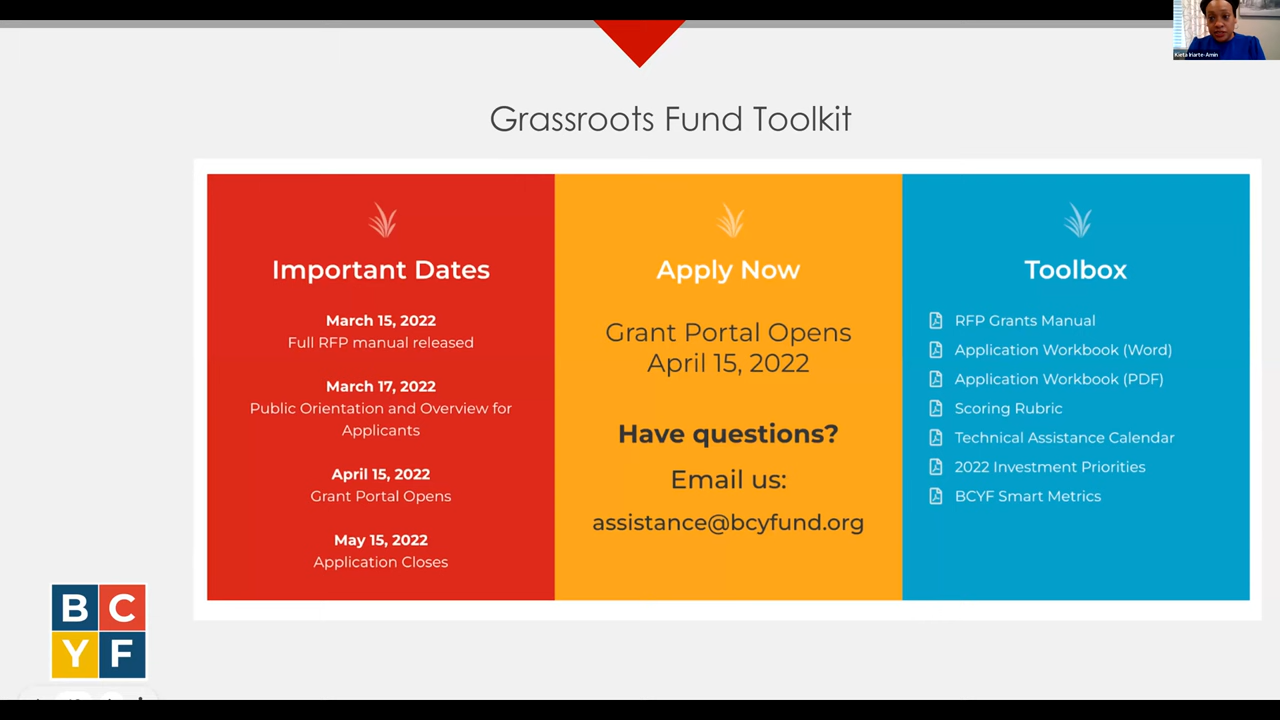 Kieta Iriarte-Amin
Grassroots Fund Toolkit
Important Dates
March 15, 2022
Full RFP manual released
March 17, 2022
Public Orientation and Overview for
Applicants
April 15, 2022
Grant Portal Opens
May 15, 2022
Application Closes
Apply Now
Grant Portal Opens
April 15, 2022
Have questions?
Email us:
assistance@bcyfund.org
Toolbox
RFP Grants Manual
Application Workbook (Word)
Application Workbook (PDF)
Scoring Rubric
Technical Assistance Calendar
2022 Investment Priorities
BCYF Smart Metrics
B C
Y F